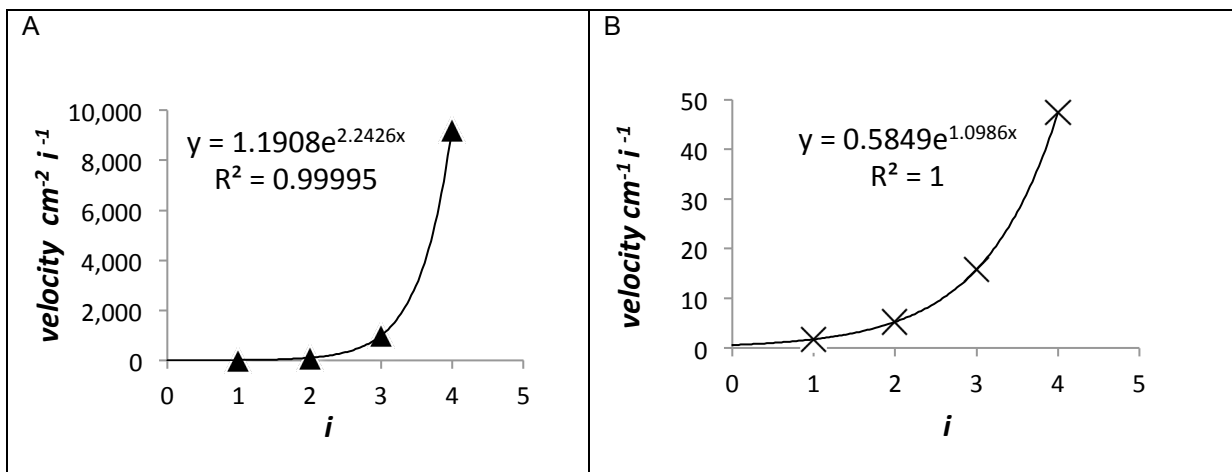 A
10,000
8,000
6,000
4,000
2,000
0
y = 1.1908e^2.2426x
R² = 0.99995
velocity cm⁻² i⁻¹
0 1 2 3 4 5
i
B
50
40
30
20
10
0
y = 0.5849e^1.0986x
R² = 1
velocity cm⁻¹ i⁻¹
0 1 2 3 4 5
i